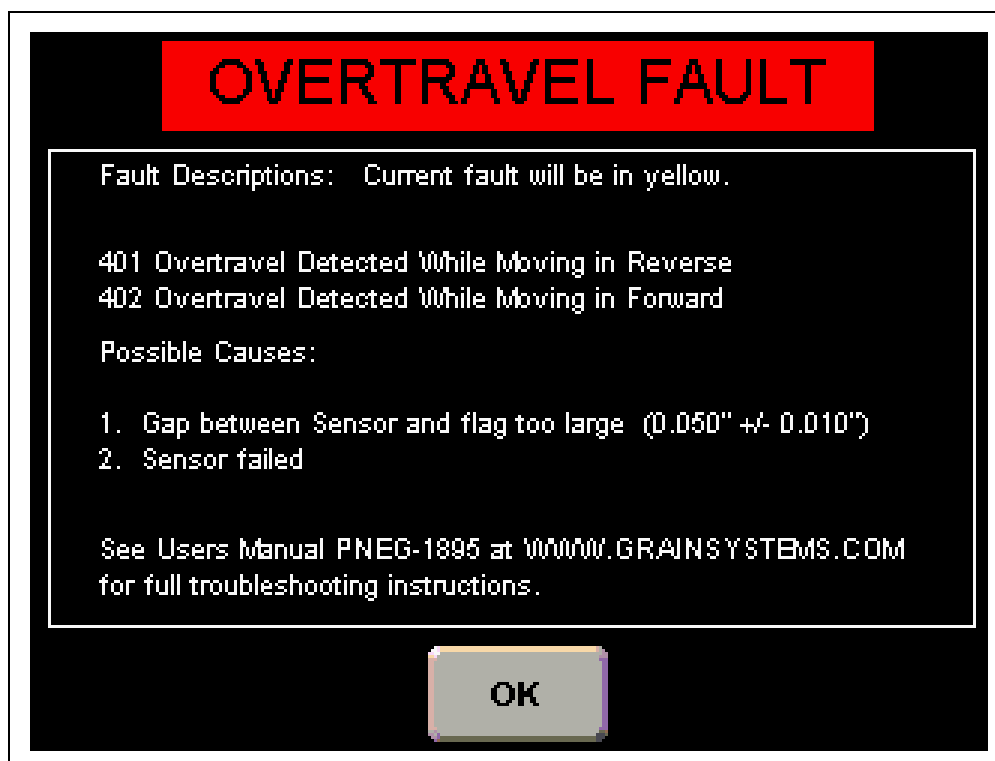 OVERTRAVEL FAULT
Fault Descriptions: Current fault will be in yellow.
401 Overtravel Detected While Moving in Reverse
402 Overtravel Detected While Moving in Forward
Possible Causes:
1. Gap between Sensor and flag too large (0.050" +/- 0.010")
2. Sensor failed
See Users Manual PNEG-1895 at WWW.GRAINSYSTEMS.COM
for full troubleshooting instructions.
OK